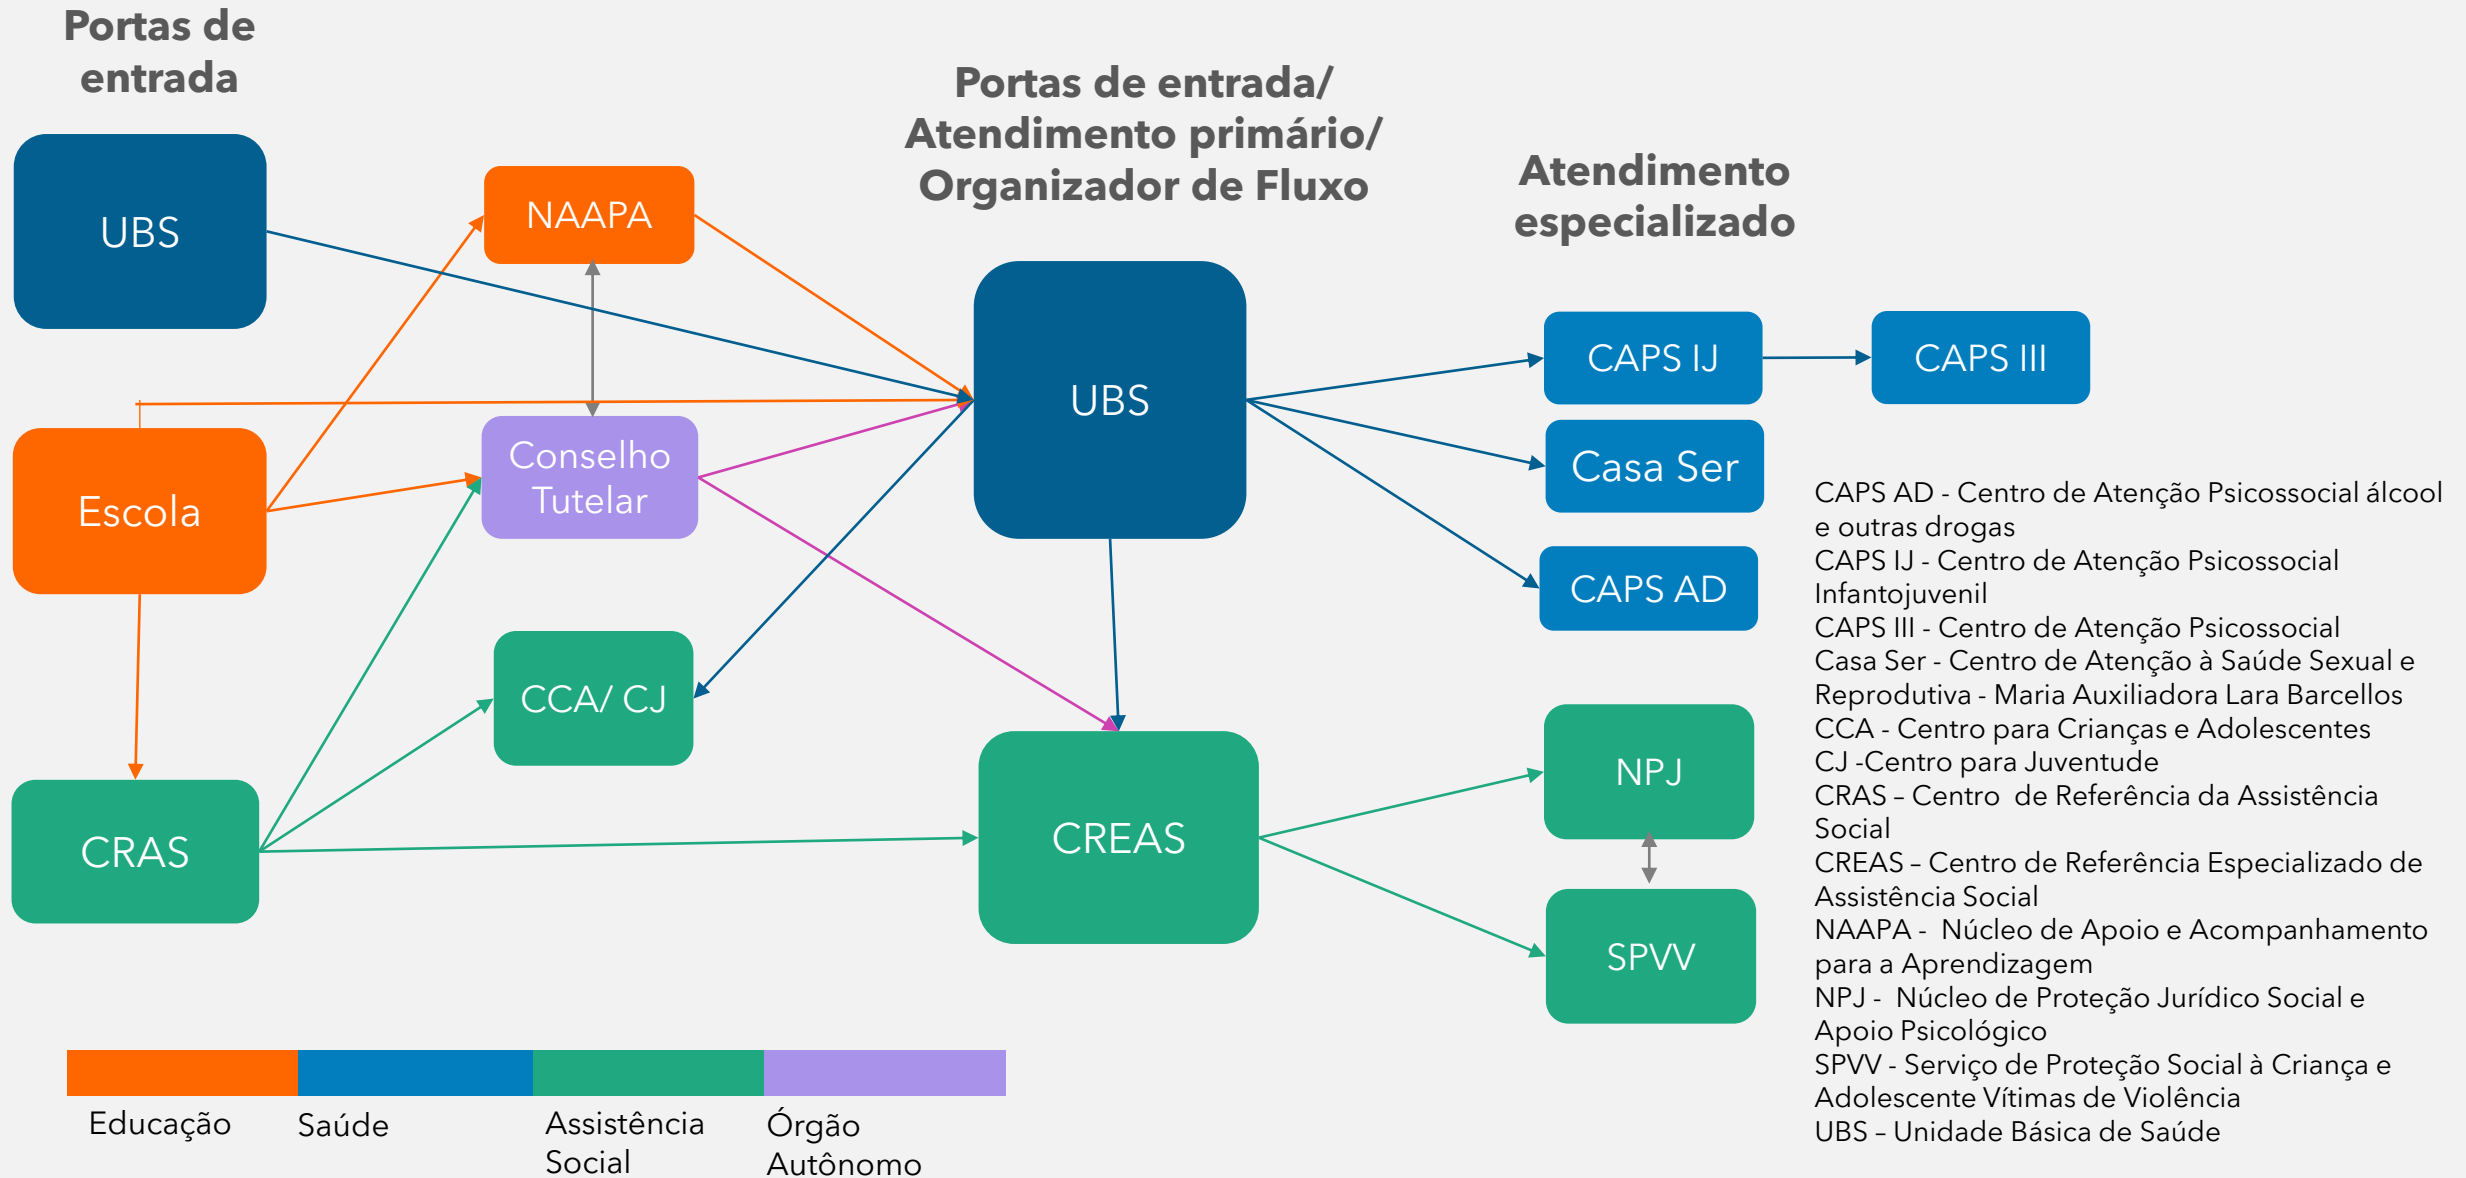 Portas de
entrada
Portas de entrada/
Atendimento primário/
Organizador de Fluxo
Atendimento
especializado
UBS
NAAPA
UBS
CAPS IJ
CAPS III
Escola
Conselho
Tutelar
Casa Ser
CAPS AD
CCA/ CJ
CRAS
CREAS
NPJ
SPVV
CAPS AD - Centro de Atenção Psicossocial álcool
e outras drogas
CAPS IJ - Centro de Atenção Psicossocial
Infantojuvenil
CAPS III - Centro de Atenção Psicossocial
Casa Ser - Centro de Atenção à Saúde Sexual e
Reprodutiva - Maria Auxiliadora Lara Barcellos
CCA - Centro para Crianças e Adolescentes
CJ -Centro para Juventude
CRAS – Centro  de Referência da Assistência
Social
CREAS – Centro de Referência Especializado de
Assistência Social
NAAPA -  Núcleo de Apoio e Acompanhamento
para a Aprendizagem
NPJ -  Núcleo de Proteção Jurídico Social e
Apoio Psicológico
SPVV - Serviço de Proteção Social à Criança e
Adolescente Vítimas de Violência
UBS – Unidade Básica de Saúde
Educação
Saúde
Assistência
Social
Órgão
Autônomo